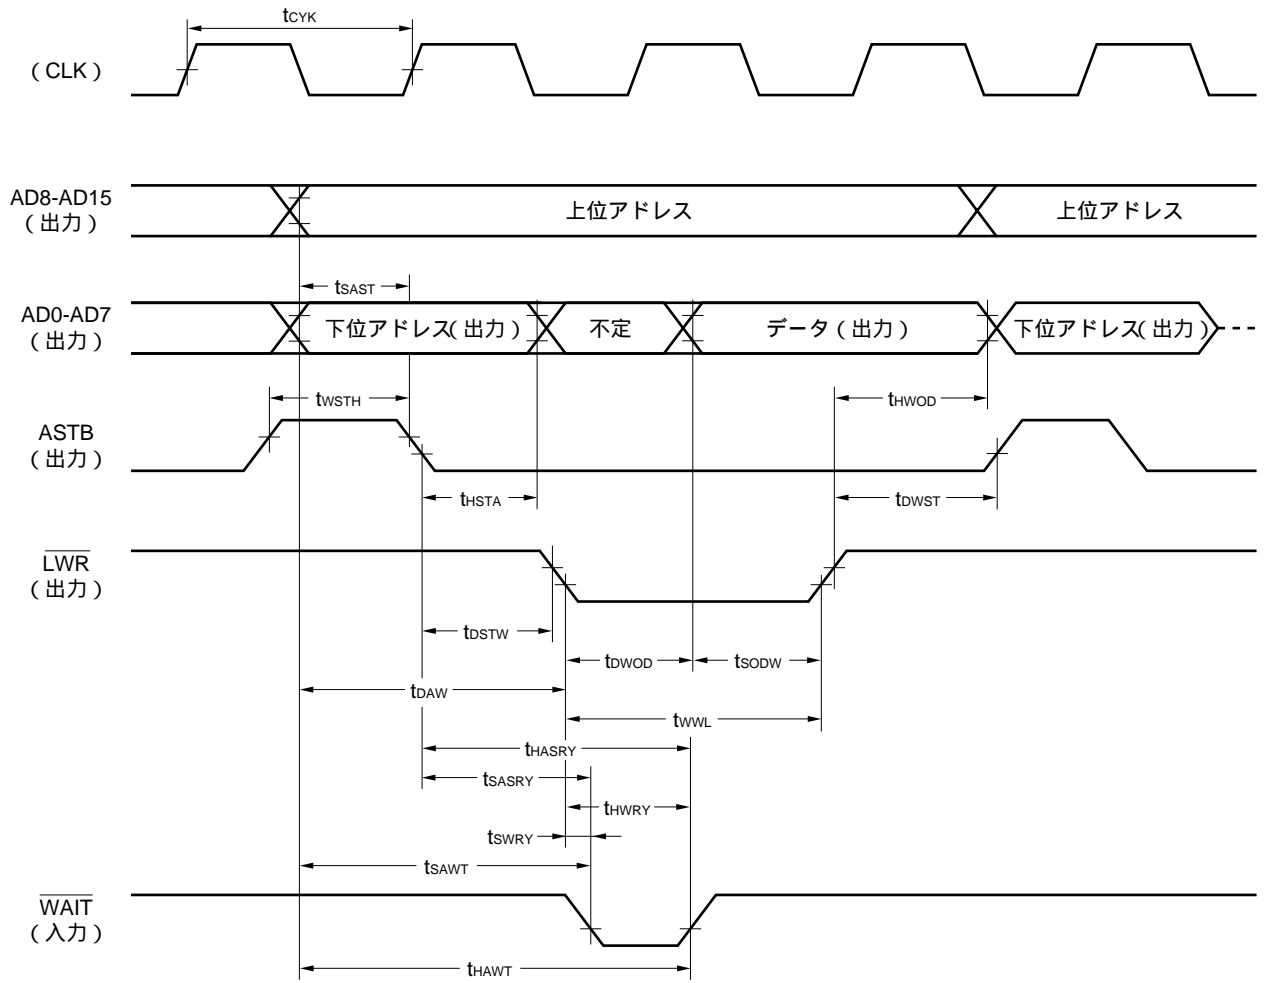 tCYK
(CLK)
AD8-AD15
(出力)
上位アドレス
上位アドレス
tSAST
AD0-AD7
(出力)
下位アドレス(出力)
不定
データ(出力)
下位アドレス(出力)
tWSTH
tHWOD
ASTB
(出力)
tHSTA
tDWST
LWR
(出力)
tDSTW
tDWOD
tSODW
tDAW
tWWL
tHASRY
tSASRY
tHWRY
tSWRY
tSAWT
WAIT
(入力)
tHAWT